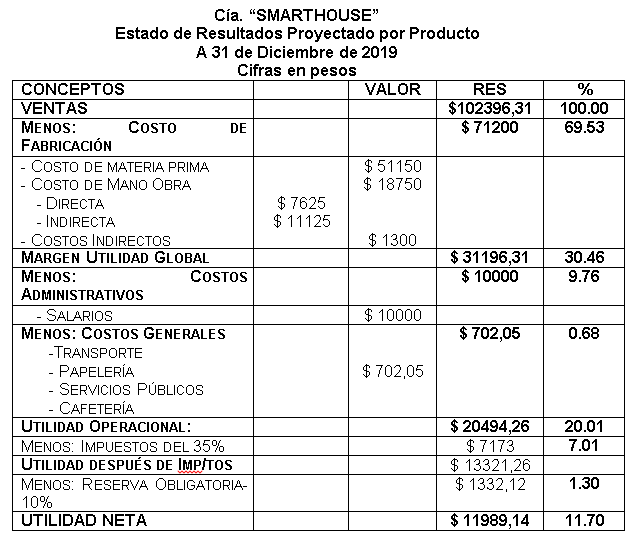 Cía. “SMARTHOUSE”
Estado de Resultados Proyectado por Producto
A 31 de Diciembre de 2019
Cifras en pesos
CONCEPTOS VALOR RES %
VENTAS $102396,31 100.00
MENOS: COSTO DE $ 71200 69.53
FABRICACIÓN
- COSTO DE MATERIA PRIMA $ 51150
- COSTO DE MANO OBRA $ 18750
- DIRECTA $ 7625
- INDIRECTA $ 11125
- COSTOS INDIRECTOS $ 1300
MARGEN UTILIDAD GLOBAL $ 31196,31 30.46
MENOS: COSTOS $ 10000 9.76
ADMINISTRATIVOS
- SALARIOS $ 10000
MENOS: COSTOS GENERALES $ 702,05 0.68
-TRANSPORTE
- PAPELERÍA $ 702,05
- SERVICIOS PÚBLICOS
- CAFETERÍA
UTILIDAD OPERACIONAL: $ 20494,26 20.01
MENOS: IMPUESTOS DEL 35% $ 7173 7.01
UTILIDAD DESPUÉS DE IMP/TOS $ 13321,26
MENOS: RESERVA OBLIGATORIA- $ 1332,12 1.30
10%
UTILIDAD NETA $ 11989,14 11.70